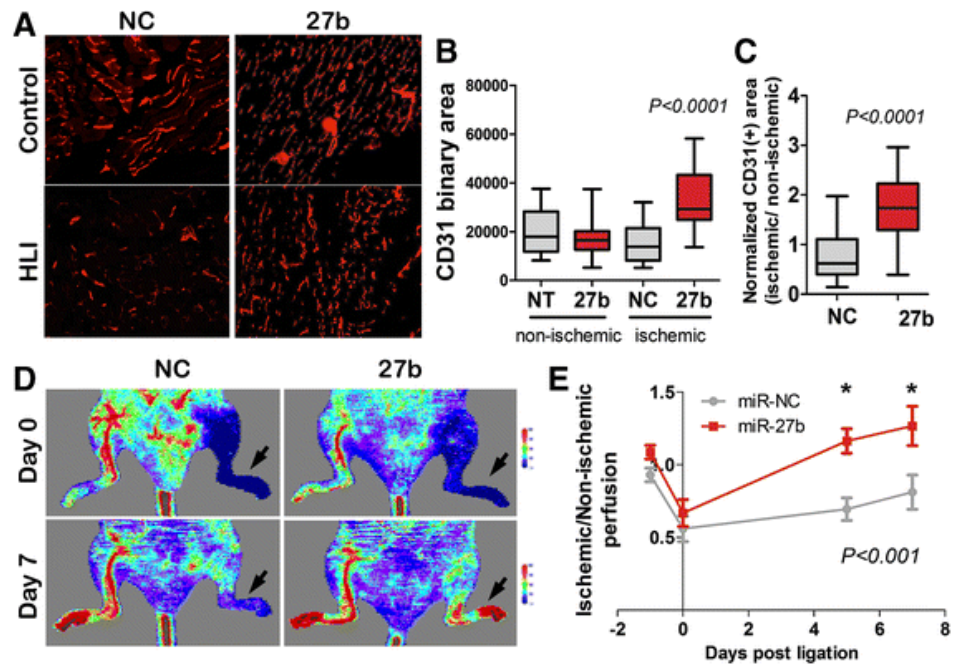 A
NC
27b
Control
HLI
B
CD31 binary area
80000
60000
40000
20000
0
P<0.0001
NT
27b
NC
27b
non-ischemic
ischemic
C
Normalized CD31(+) area
(ischemic/ non-ischemic)
4
3
2
1
0
P<0.0001
NC
27b
D
NC
27b
Day 0
Day 7
E
Ischemic/Non-ischemic
perfusion
1.5
1.0
0.5
miR-NC
miR-27b
*
*
P<0.001
-2
0
2
4
6
8
Days post ligation